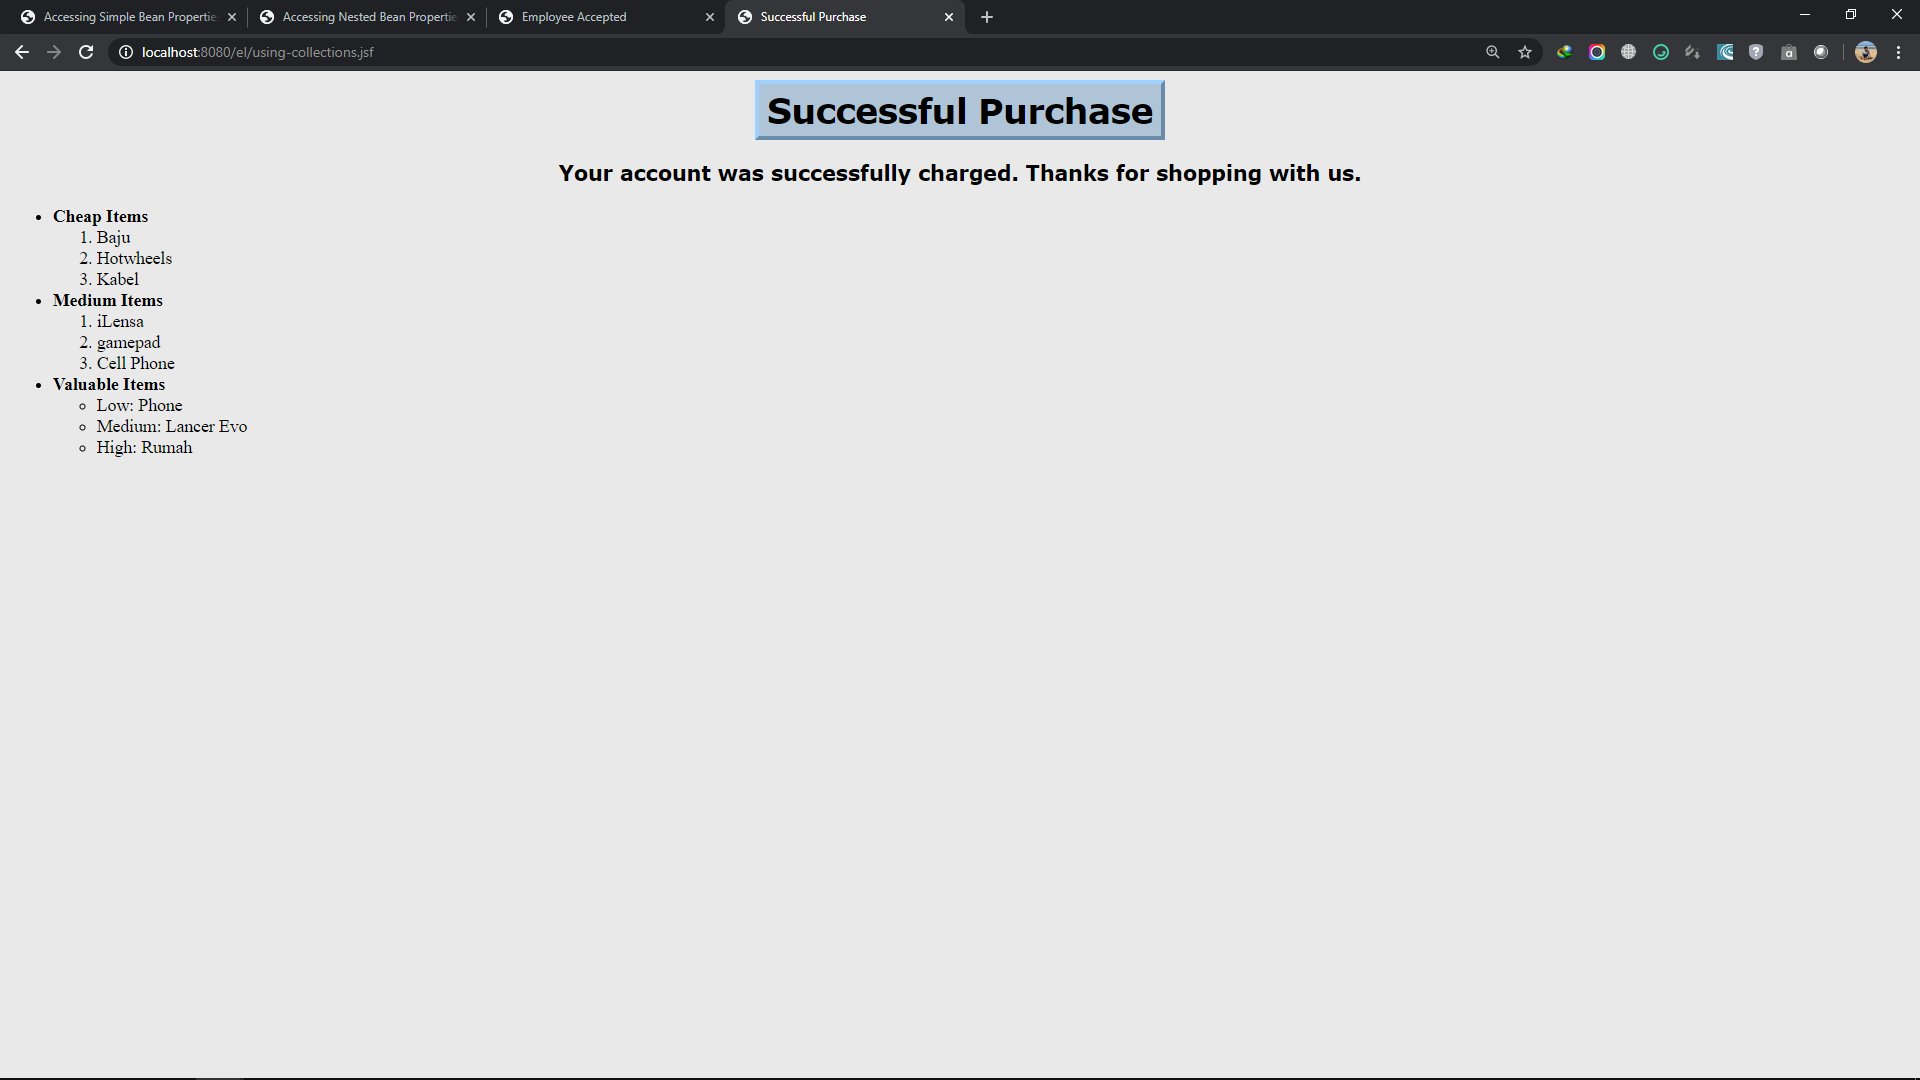 Accessing Simple Bean Propertie
Accessing Nested Bean Propertie
Employee Accepted
Successful Purchase
localhost:8080/el/using-collections.jsf
Successful Purchase
Your account was successfully charged. Thanks for shopping with us.
• Cheap Items
1. Baju
2. Hotwheels
3. Kabel
• Medium Items
1. iLensa
2. gamepad
3. Cell Phone
• Valuable Items
◦ Low: Phone
◦ Medium: Lancer Evo
◦ High: Rumah